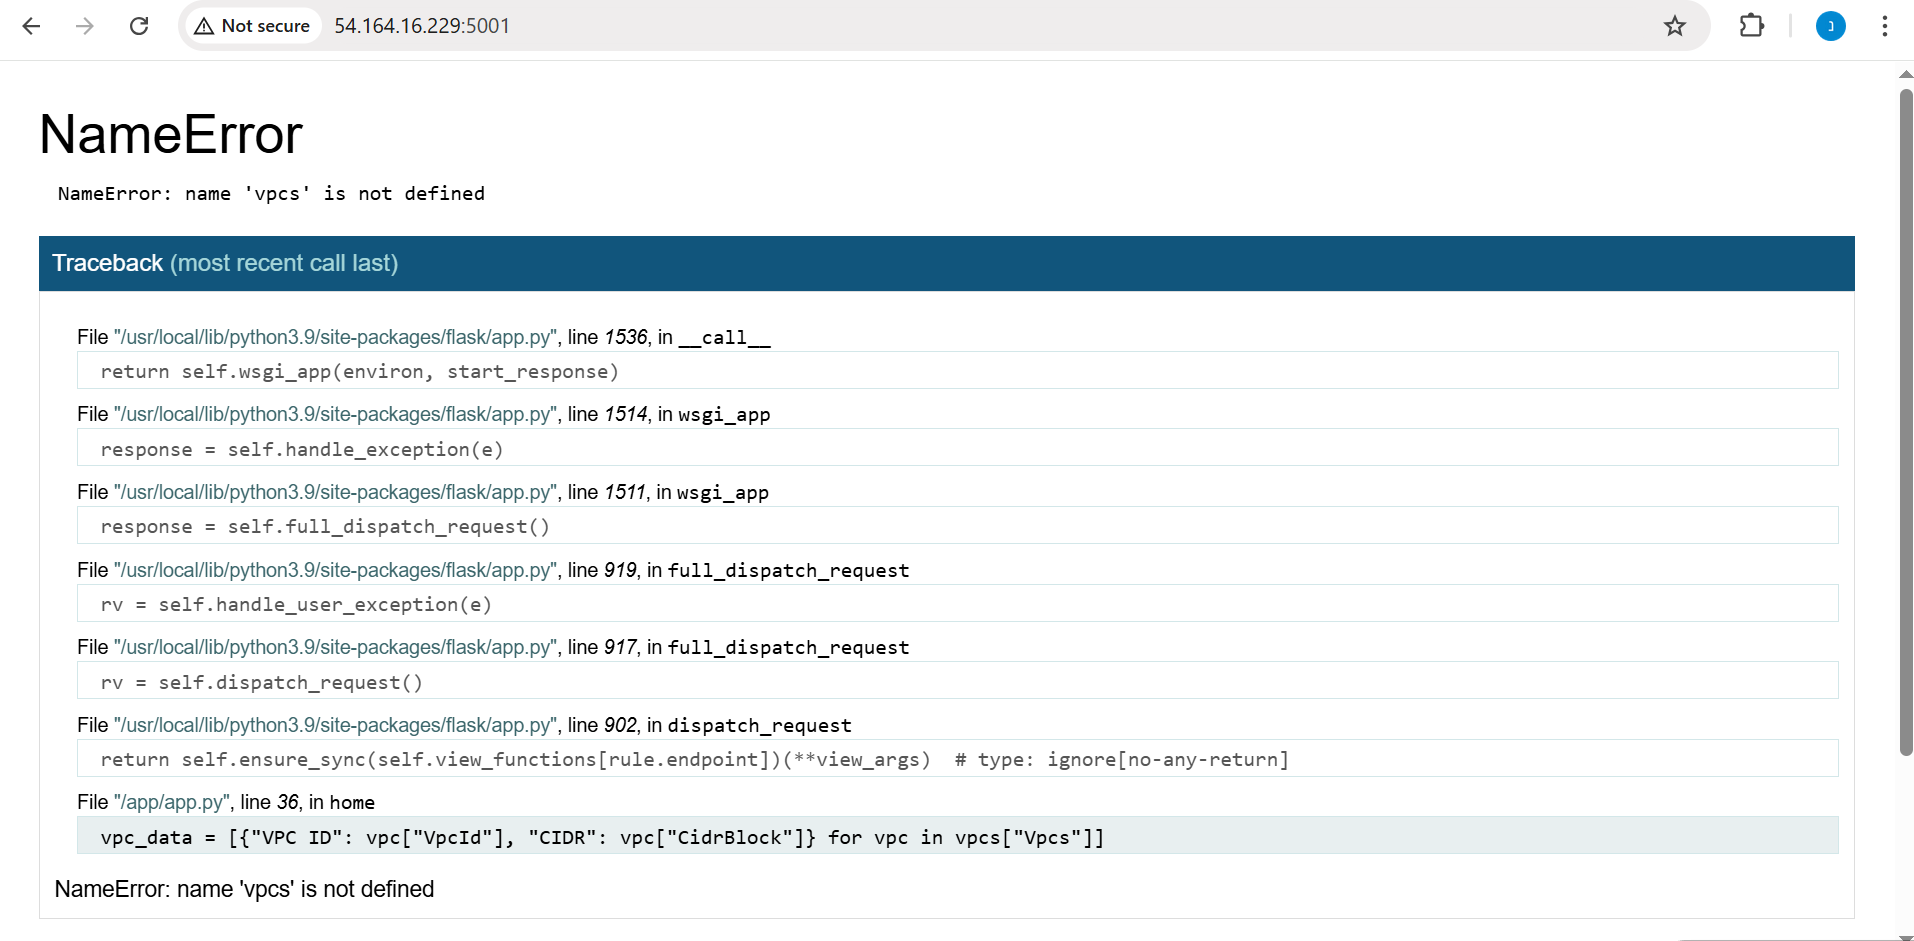 Not secure 54.164.16.229:5001
נ
NameError
NameError: name 'vpcs' is not defined
Traceback (most recent call last)
File "/usr/local/lib/python3.9/site-packages/flask/app.py", line 1536, in __call__
return self.wsgi_app(environ, start_response)
File "/usr/local/lib/python3.9/site-packages/flask/app.py", line 1514, in wsgi_app
response = self.handle_exception(e)
File "/usr/local/lib/python3.9/site-packages/flask/app.py", line 1511, in wsgi_app
response = self.full_dispatch_request()
File "/usr/local/lib/python3.9/site-packages/flask/app.py", line 919, in full_dispatch_request
rv = self.handle_user_exception(e)
File "/usr/local/lib/python3.9/site-packages/flask/app.py", line 917, in full_dispatch_request
rv = self.dispatch_request()
File "/usr/local/lib/python3.9/site-packages/flask/app.py", line 902, in dispatch_request
return self.ensure_sync(self.view_functions[rule.endpoint])(**view_args)  # type: ignore[no-any-return]
File "/app/app.py", line 36, in home
vpc_data = [{"VPC ID": vpc["VpcId"], "CIDR": vpc["CidrBlock"]} for vpc in vpcs["Vpcs"]]
NameError: name 'vpcs' is not defined